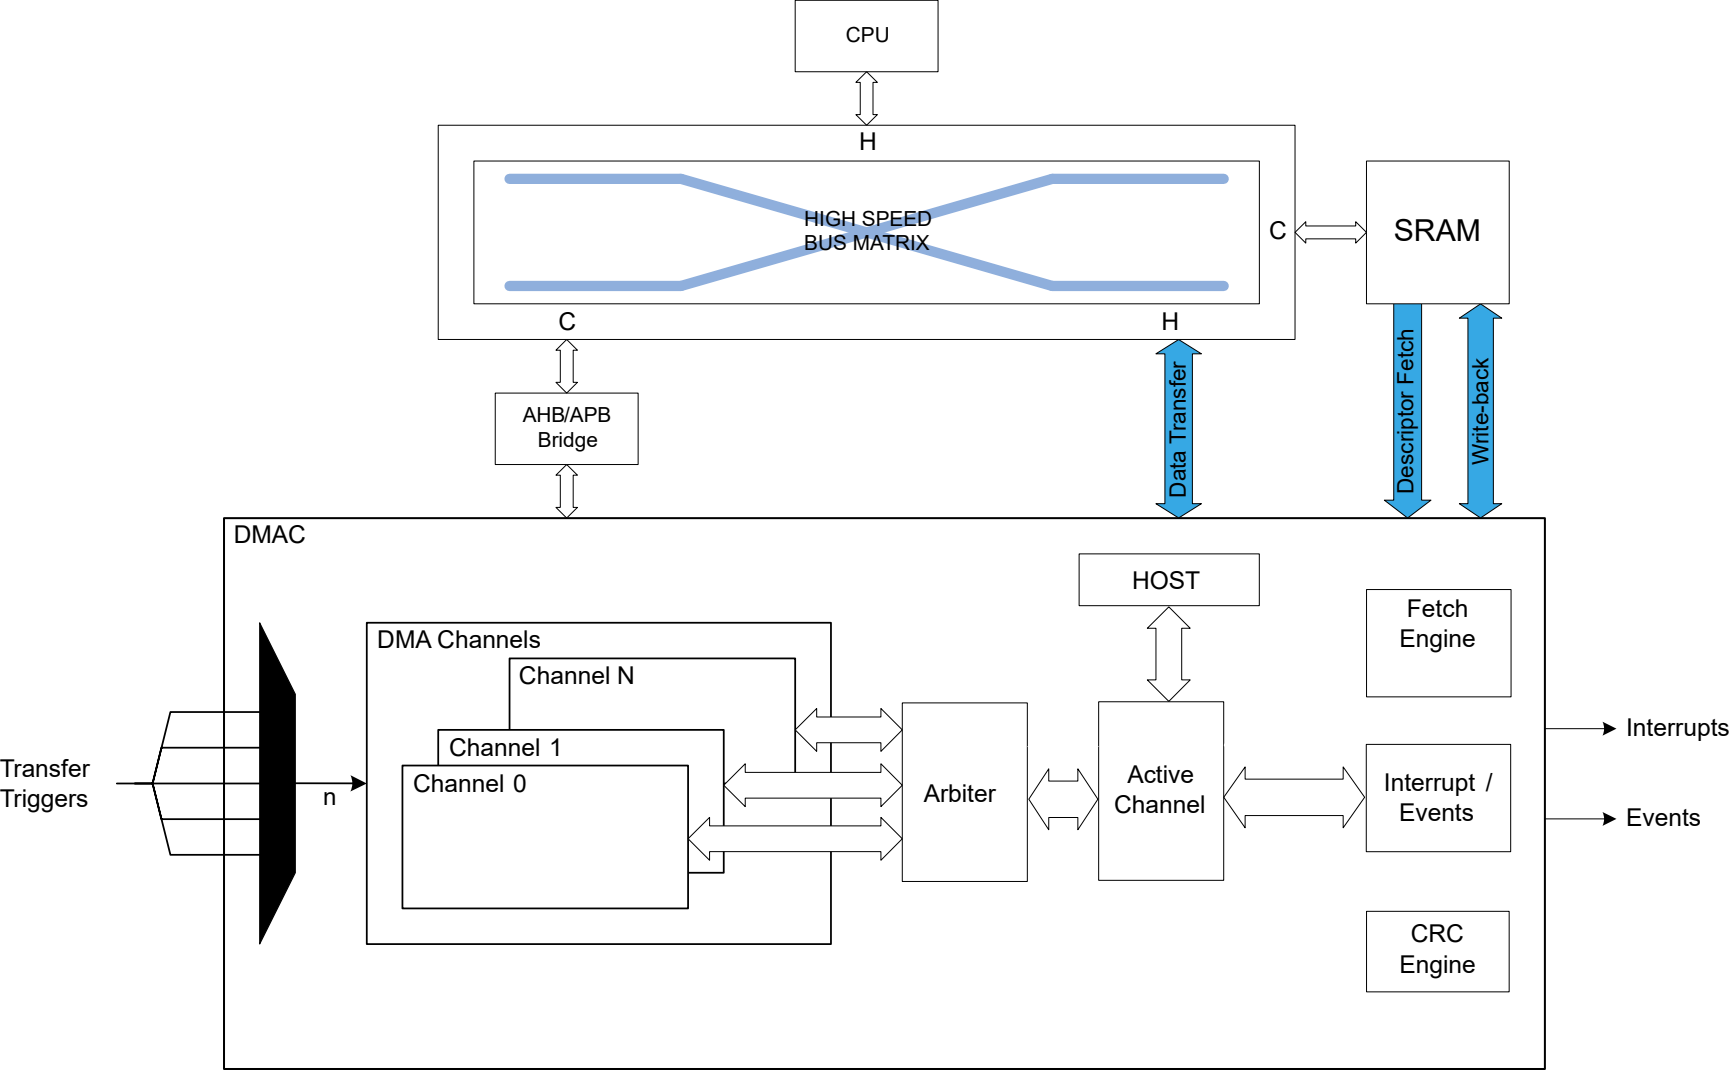 CPU
H
HIGH SPEED
BUS MATRIX
C
SRAM
C
H
AHB/APB
Bridge
Data Transfer
Descriptor Fetch
Write-back
DMAC
HOST
Fetch
Engine
DMA Channels
Channel N
Channel 1
Channel 0
Transfer
Triggers
n
Arbiter
Active
Channel
Interrupt /
Events
Interrupts
Events
CRC
Engine